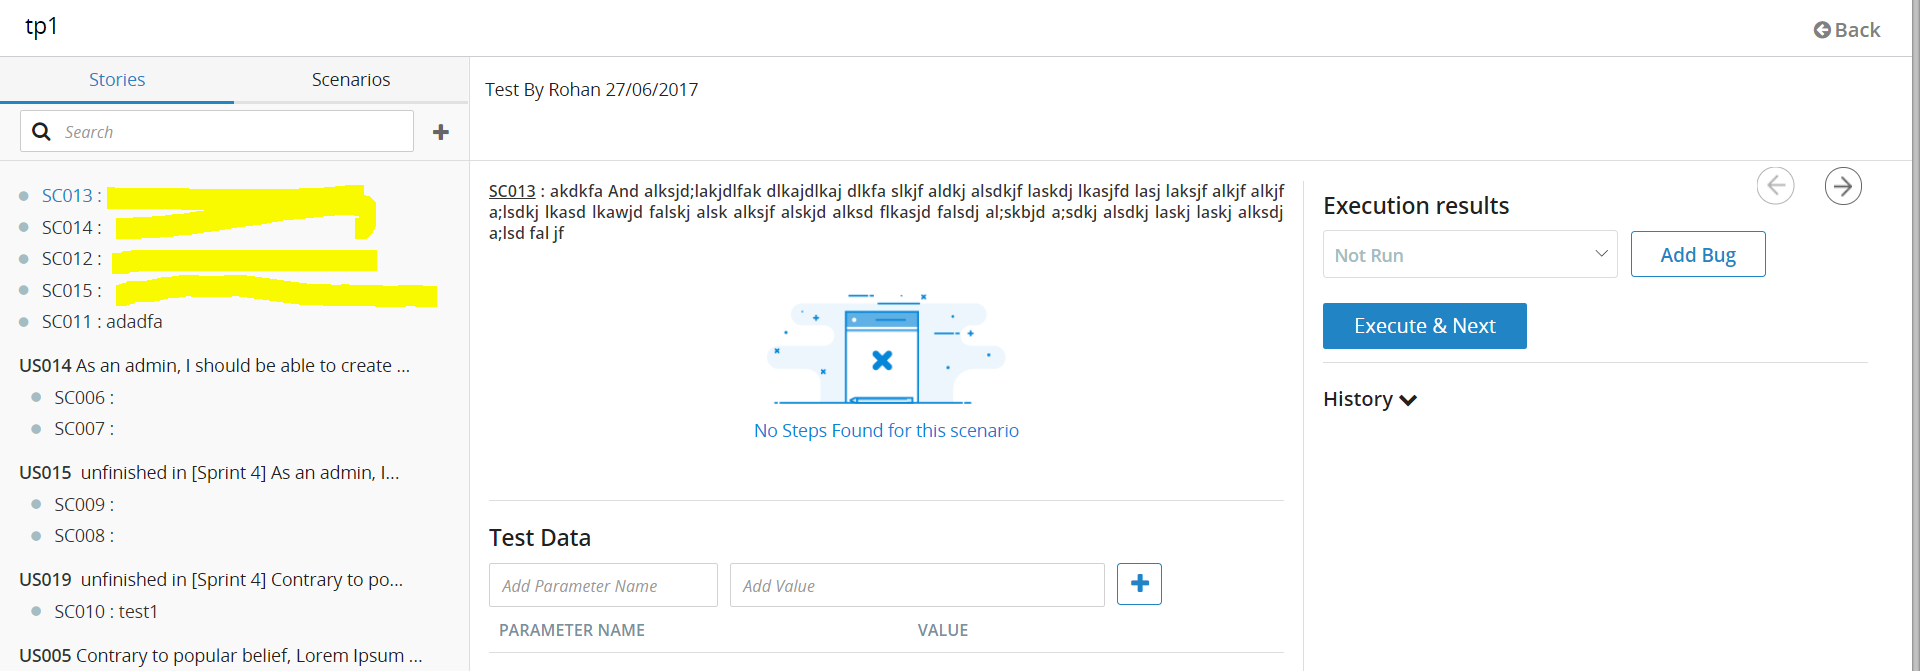 tp1
Back
Stories
Scenarios
Search
SC013 :
SC014 :
SC012 :
SC015 :
SC011 : adadfa
US014 As an admin, I should be able to create ...
SC006 :
SC007 :
US015 unfinished in [Sprint 4] As an admin, I...
SC009 :
SC008 :
US019 unfinished in [Sprint 4] Contrary to po...
SC010 : test1
US005 Contrary to popular belief, Lorem Ipsum ...
Test By Rohan 27/06/2017
SC013 : akdkfa And alksjd;lakjdlfak dlkajdlkaj dlkfa slkjf aldkj alsdkjf laskdj lkasjfd lasj laksjf alkjf alkjf
a;lsdkj lkasd lkawjd falskj alsk alksjf alskjd alksd flkasjd falsdj al;skbjd a;sdkj alsdkj laskj laskj alksdj
a;lsd fal jf
No Steps Found for this scenario
Test Data
Add Parameter Name
Add Value
PARAMETER NAME
VALUE
Execution results
Not Run
Add Bug
Execute & Next
History